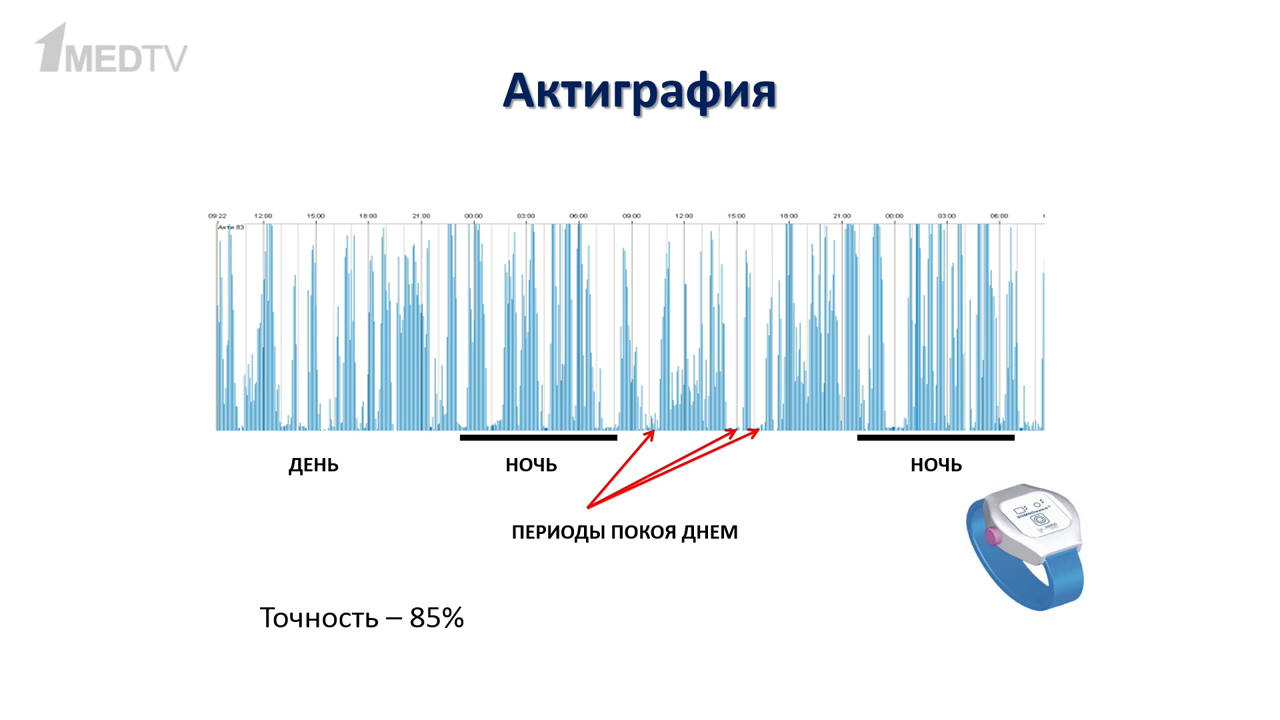 1MEDTV
Актиграфия
09:22 12:00 15:00 18:00 21:00 00:00 03:00 06:00 09:00 12:00 15:00 18:00 21:00 00:00 03:00 06:00
Акти 83
ДЕНЬ НОЧЬ НОЧЬ
ПЕРИОДЫ ПОКОЯ ДНЕМ
Точность – 85%